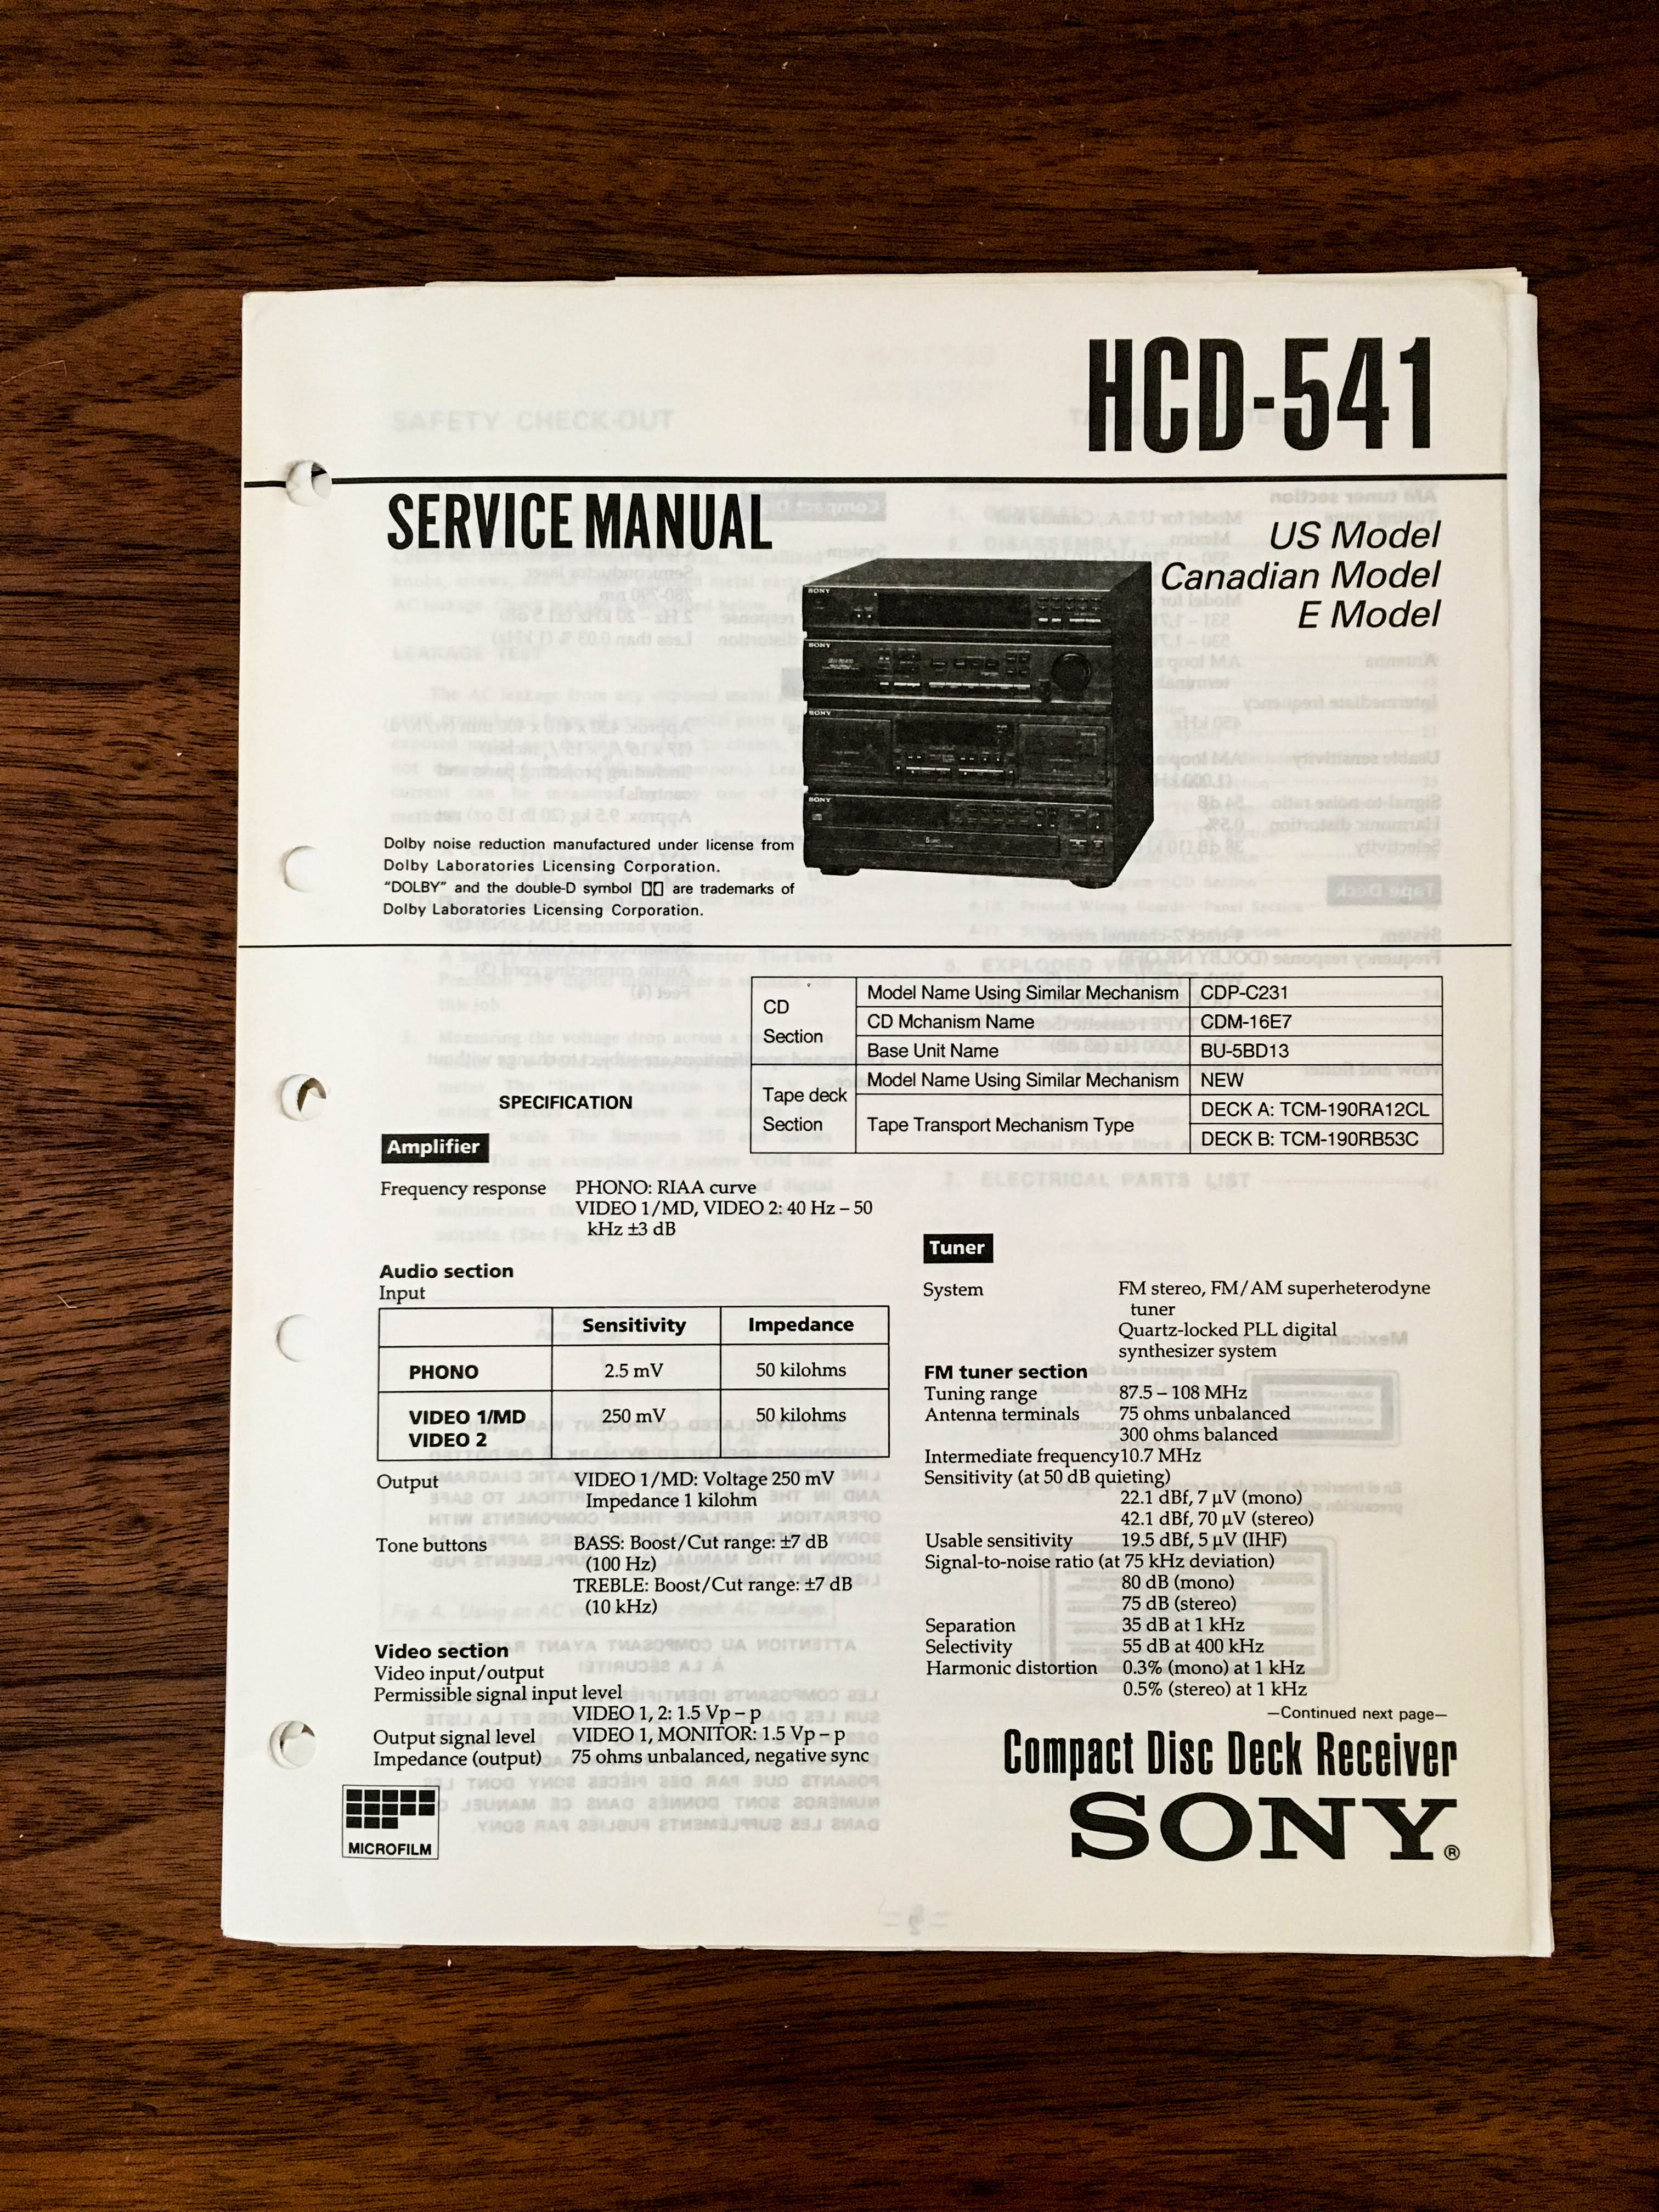 HCD-541
SERVICE MANUAL
US Model
Canadian Model
E Model
SONY
SONY
SONY
SONY
Dolby noise reduction manufactured under license from
Dolby Laboratories Licensing Corporation.
"DOLBY" and the double-D symbol are trademarks of
Dolby Laboratories Licensing Corporation.
CD Section
Model Name Using Similar Mechanism CDP-C231
CD Mchanism Name CDM-16E7
Base Unit Name BU-5BD13
Tape deck Section
Model Name Using Similar Mechanism NEW
Tape Transport Mechanism Type
DECK A: TCM-190RA12CL
DECK B: TCM-190RB53C
SPECIFICATION
Amplifier
Frequency response PHONO: RIAA curve
VIDEO 1/MD, VIDEO 2: 40 Hz – 50
kHz ±3 dB
Audio section
Input
Sensitivity Impedance
PHONO 2.5 mV 50 kilohms
VIDEO 1/MD 250 mV 50 kilohms
VIDEO 2
Output VIDEO 1/MD: Voltage 250 mV
Impedance 1 kilohm
Tone buttons BASS: Boost/Cut range: ±7 dB
(100 Hz)
TREBLE: Boost/Cut range: ±7 dB
(10 kHz)
Video section
Video input/output
Permissible signal input level
VIDEO 1, 2: 1.5 Vp – p
Output signal level VIDEO 1, MONITOR: 1.5 Vp – p
Impedance (output) 75 ohms unbalanced, negative sync
MICROFILM
Tuner
System FM stereo, FM/AM superheterodyne
tuner
Quartz-locked PLL digital
synthesizer system
FM tuner section
Tuning range 87.5 – 108 MHz
Antenna terminals 75 ohms unbalanced
300 ohms balanced
Intermediate frequency 10.7 MHz
Sensitivity (at 50 dB quieting)
22.1 dBf, 7 µV (mono)
42.1 dBf, 70 µV (stereo)
Usable sensitivity 19.5 dBf, 5 µV (IHF)
Signal-to-noise ratio (at 75 kHz deviation)
80 dB (mono)
75 dB (stereo)
Separation 35 dB at 1 kHz
Selectivity 55 dB at 400 kHz
Harmonic distortion 0.3% (mono) at 1 kHz
0.5% (stereo) at 1 kHz
—Continued next page—
Compact Disc Deck Receiver
SONY®